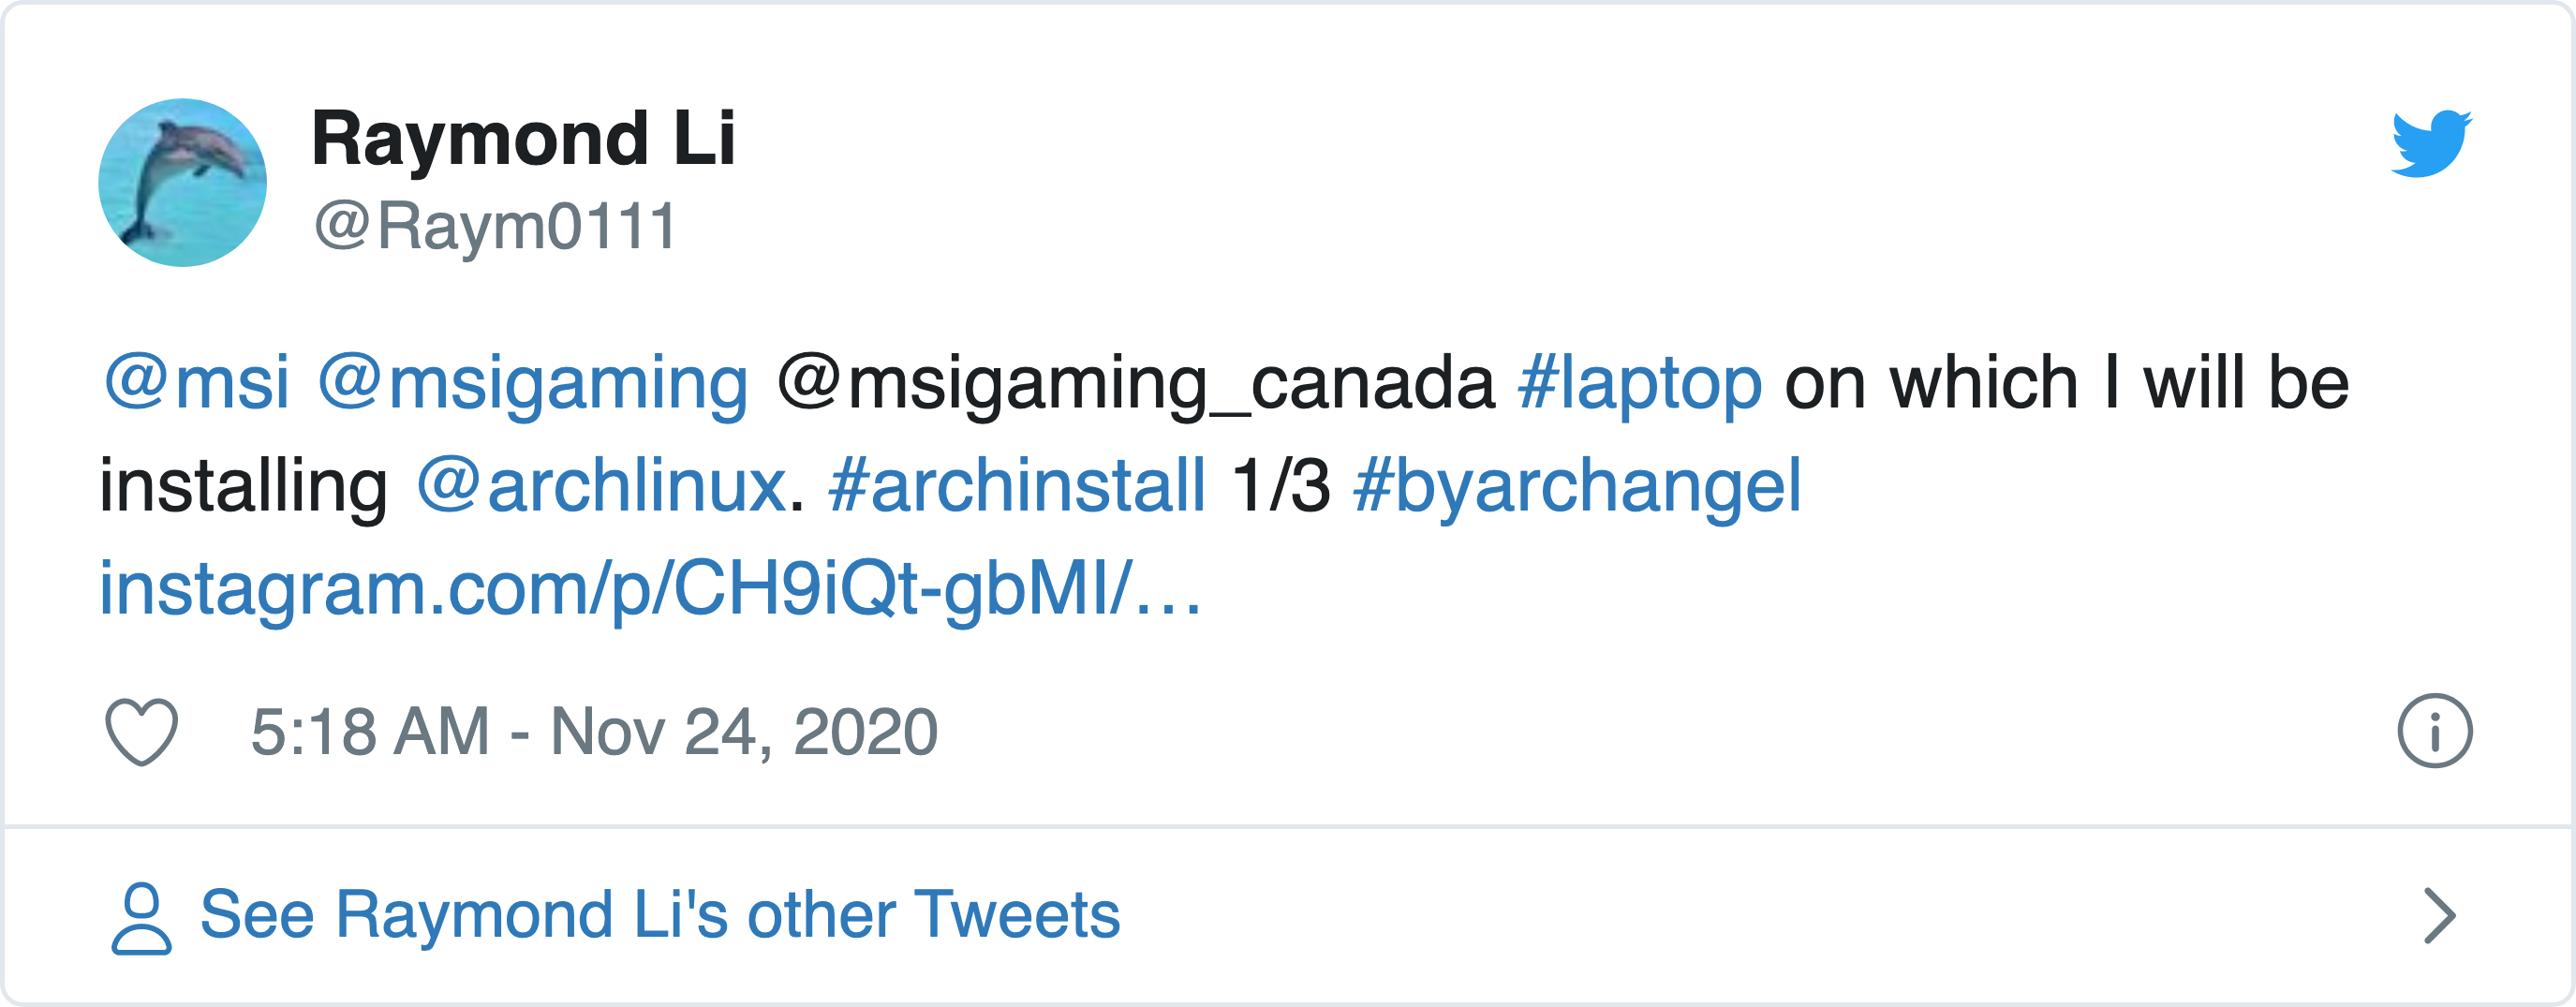 Raymond Li
@Raym0111
@msi @msigaming @msigaming_canada #laptop on which I will be
installing @archlinux. #archinstall 1/3 #byarchangel
instagram.com/p/CH9iQt-gbMI/…
5:18 AM - Nov 24, 2020
See Raymond Li's other Tweets